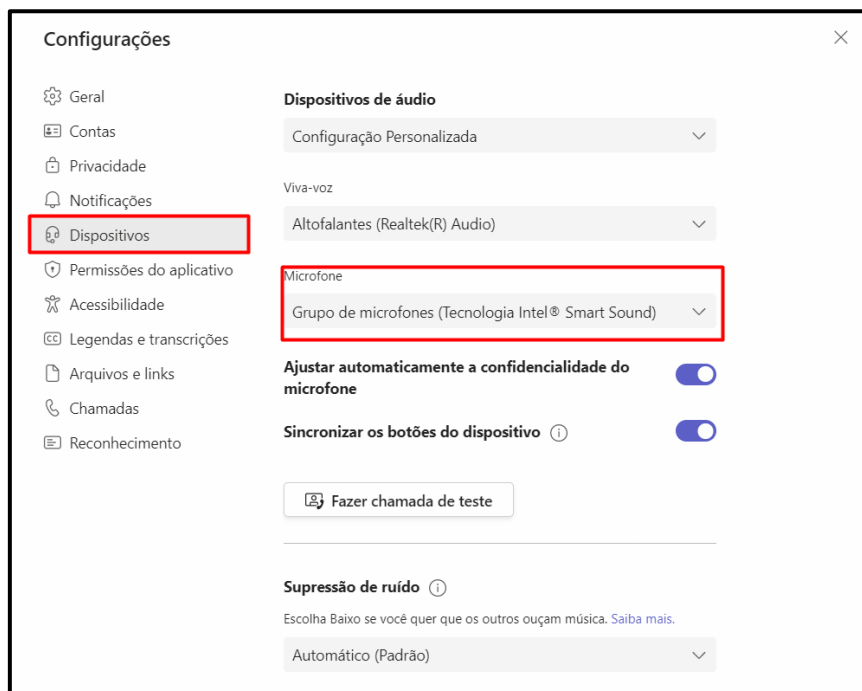 Configurações
Geral
Contas
Privacidade
Notificações
Dispositivos
Permissões do aplicativo
Acessibilidade
CC Legendas e transcrições
Arquivos e links
Chamadas
Reconhecimento
Dispositivos de áudio
Configuração Personalizada
Viva-voz
Altofalantes (Realtek(R) Audio)
Microfone
Grupo de microfones (Tecnologia Intel® Smart Sound)
Ajustar automaticamente a confidencialidade do
microfone
Sincronizar os botões do dispositivo
Fazer chamada de teste
Supressão de ruído
Escolha Baixo se você quer que os outros ouçam música. Saiba mais.
Automático (Padrão)